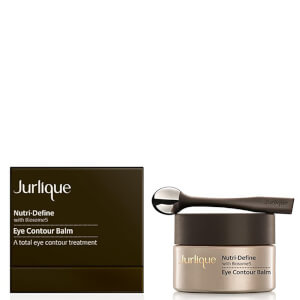 Jurlique
Nutri-Define
with Biosome5
Eye Contour Balm
A total eye contour treatment
Jurlique
Nutri-Define
with Biosome5
Eye Contour Balm